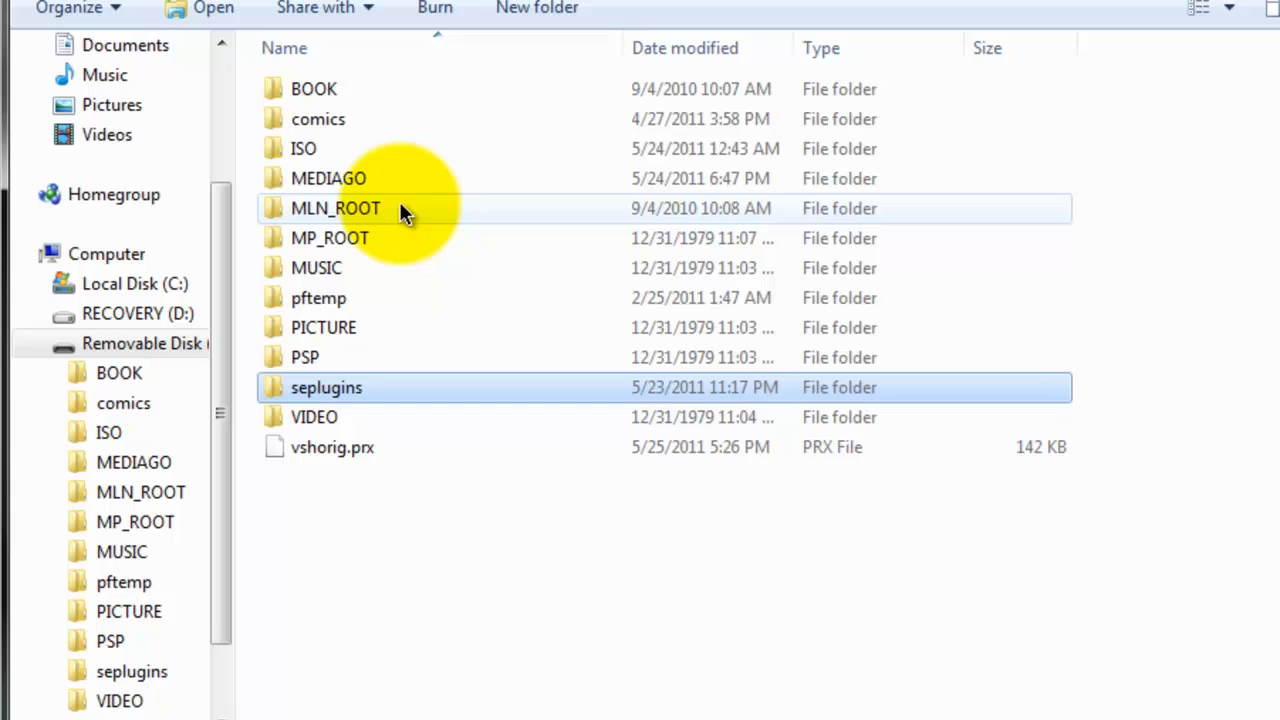 Organize Open Share with Burn New folder
Name Date modified Type Size
Documents
Music
Pictures
Videos
Homegroup
Computer
Local Disk (C:)
RECOVERY (D:)
Removable Disk (
BOOK
comics
ISO
MEDIAGO
MLN_ROOT
MP_ROOT
MUSIC
pftemp
PICTURE
PSP
seplugins
VIDEO
BOOK 9/4/2010 10:07 AM File folder
comics 4/27/2011 3:58 PM File folder
ISO 5/24/2011 12:43 AM File folder
MEDIAGO 5/24/2011 6:47 PM File folder
MLN_ROOT 9/4/2010 10:08 AM File folder
MP_ROOT 12/31/1979 11:07 ... File folder
MUSIC 12/31/1979 11:03 ... File folder
pftemp 2/25/2011 1:47 AM File folder
PICTURE 12/31/1979 11:03 ... File folder
PSP 12/31/1979 11:03 ... File folder
seplugins 5/23/2011 11:17 PM File folder
VIDEO 12/31/1979 11:04 ... File folder
vshorig.prx 5/25/2011 5:26 PM PRX File 142 KB